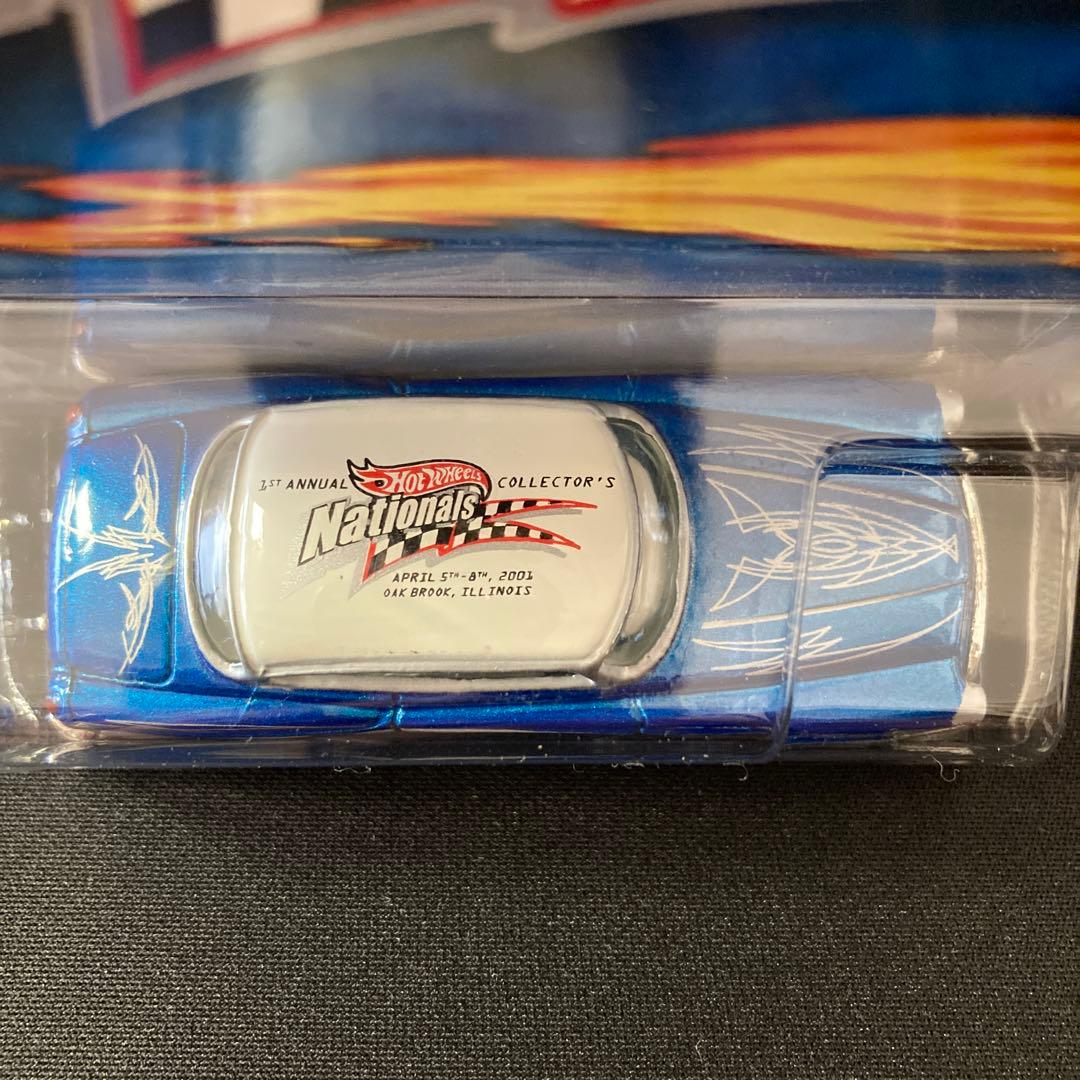 1ST ANNUAL HOT WHEELS COLLECTOR'S
Nationals
APRIL 5TH-8TH, 2001
OAK BROOK, ILLINOIS